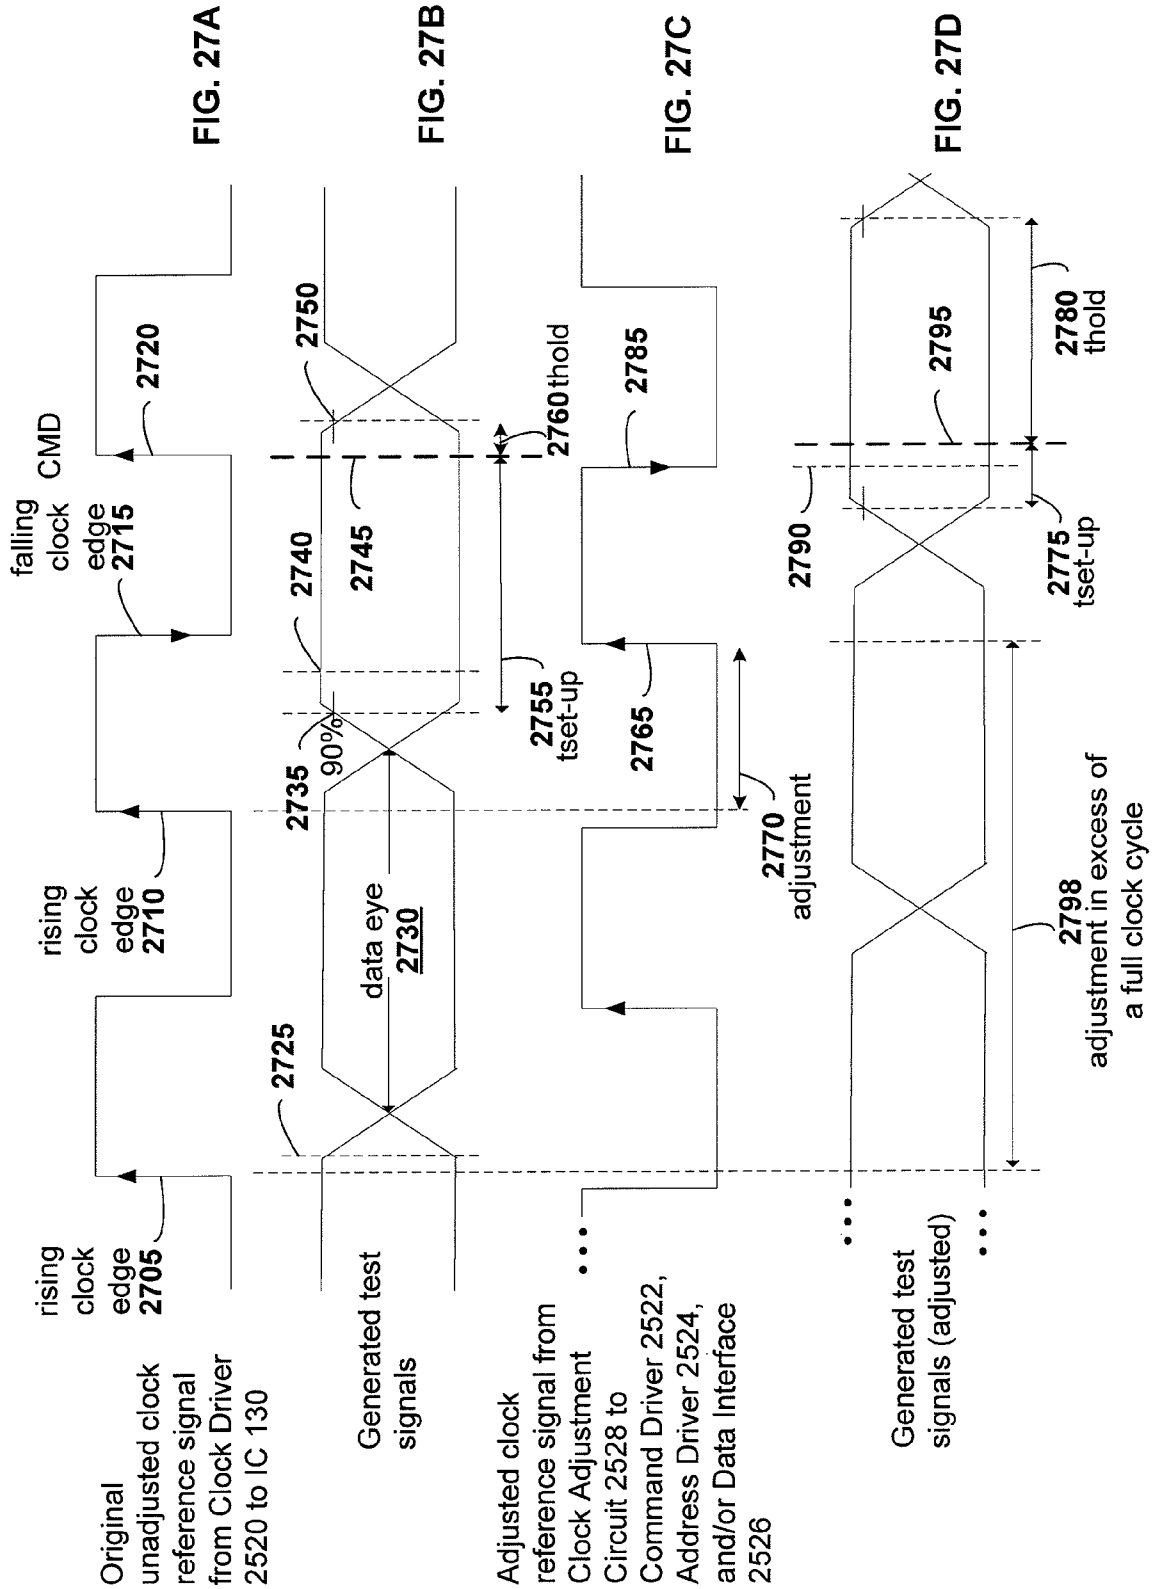 Original
unadjusted clock
reference signal
from Clock Driver
2520 to IC 130
rising
clock
edge
2705
rising
clock
edge
2710
falling
clock
edge
2715
CMD
2720
FIG. 27A
Generated test
signals
2725
data eye
2730
2735
90%
2740
2745
2750
2755
tset-up
2760 thold
FIG. 27B
Adjusted clock
reference signal from
Clock Adjustment
Circuit 2528 to
Command Driver 2522,
Address Driver 2524,
and/or Data Interface
2526
•••
2765
2770
adjustment
2785
FIG. 27C
Generated test
signals (adjusted)
•••
•••
2790
2795
2775
tset-up
2780
thold
2798
adjustment in excess of
a full clock cycle
FIG. 27D